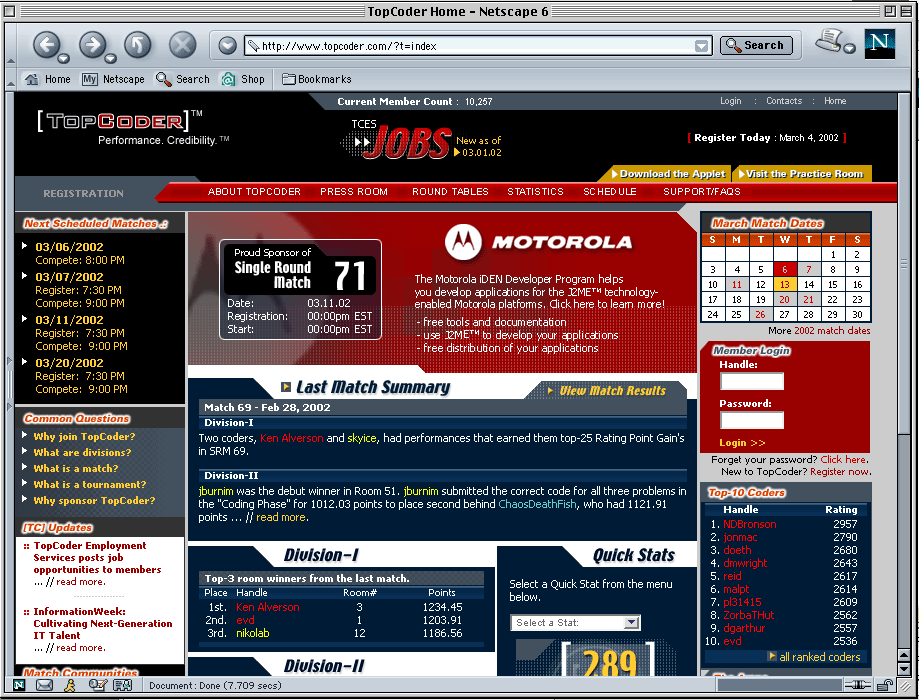 TopCoder Home - Netscape 6
http://www.topcoder.com/?t=index
Search
N
Home
My Netscape
Search
Shop
Bookmarks
Current Member Count : 10,257
Login : Contacts : Home
[TOPCODER]™
Performance. Credibility.™
TCES
JOBS
New as of
03.01.02
[ Register Today : March 4, 2002 ]
Download the Applet
Visit the Practice Room
REGISTRATION
ABOUT TOPCODER
PRESS ROOM
ROUND TABLES
STATISTICS
SCHEDULE
SUPPORT/FAQS
Next Scheduled Matches .:
03/06/2002
Compete: 8:00 PM
03/07/2002
Register: 7:30 PM
Compete: 9:00 PM
03/11/2002
Register: 7:30 PM
Compete: 9:00 PM
03/20/2002
Register: 7:30 PM
Compete: 9:00 PM
Common Questions
Why join TopCoder?
What are divisions?
What is a match?
What is a tournament?
Why sponsor TopCoder?
[TC] Updates
:: TopCoder Employment
Services posts job
opportunities to members
... // read more.
:: InformationWeek:
Cultivating Next-Generation
IT Talent
... // read more.
Match Communities
Proud Sponsor of
Single Round
Match
71
Date: 03.11.02
Registration: 00:00pm EST
Start: 00:00pm EST
MOTOROLA
The Motorola iDEN Developer Program helps
you develop applications for the J2ME™ technology-
enabled Motorola platforms. Click here to learn more!
- free tools and documentation
- use J2ME™ to develop your applications
- free distribution of your applications
Last Match Summary
View Match Results
Match 69 - Feb 28, 2002
Division-I
Two coders, Ken Alverson and skyice, had performances that earned them top-25 Rating Point Gain's
in SRM 69.
Division-II
jburnim was the debut winner in Room 51. jburnim submitted the correct code for all three problems in
the "Coding Phase" for 1012.03 points to place second behind ChaosDeathFish, who had 1121.91
points ... // read more.
Division-I
Top-3 room winners from the last match.
Place Handle Room# Points
1st. Ken Alverson 3 1234.45
2nd. evd 1 1203.91
3rd. nikolab 12 1186.56
Division-II
Quick Stats
Select a Quick Stat from the menu
below.
Select a Stat:
289
March Match Dates
S M T W T F S
1 2
3 4 5 6 7 8 9
10 11 12 13 14 15 16
17 18 19 20 21 22 23
24 25 26 27 28 29 30
More 2002 match dates
Member Login
Handle:
Password:
Login >>
Forget your password? Click here.
New to TopCoder? Register now.
Top-10 Coders
Handle Rating
1. NDBronson 2957
2. jonmac 2790
3. doeth 2680
4. dmwright 2643
5. reid 2617
6. malpt 2614
7. pl31415 2609
8. ZorbaTHut 2562
9. dgarthur 2557
10. evd 2536
all ranked coders
Document: Done (7.709 secs)